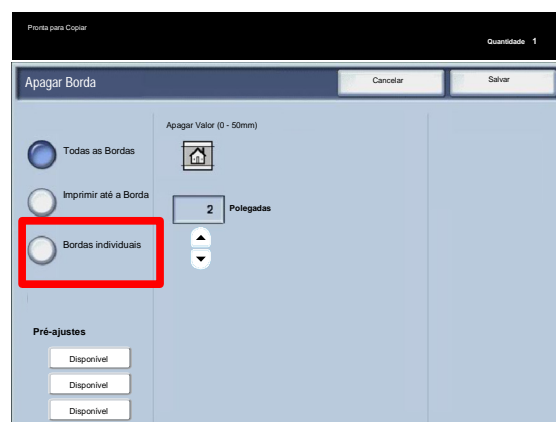 Pronta para Copiar
Quantidade 1
Apagar Borda
Cancelar
Salvar
Apagar Valor (0 - 50mm)
Todas as Bordas
Imprimir até a Borda
2 Polegadas
Bordas individuais
Pré-ajustes
Disponível
Disponível
Disponível